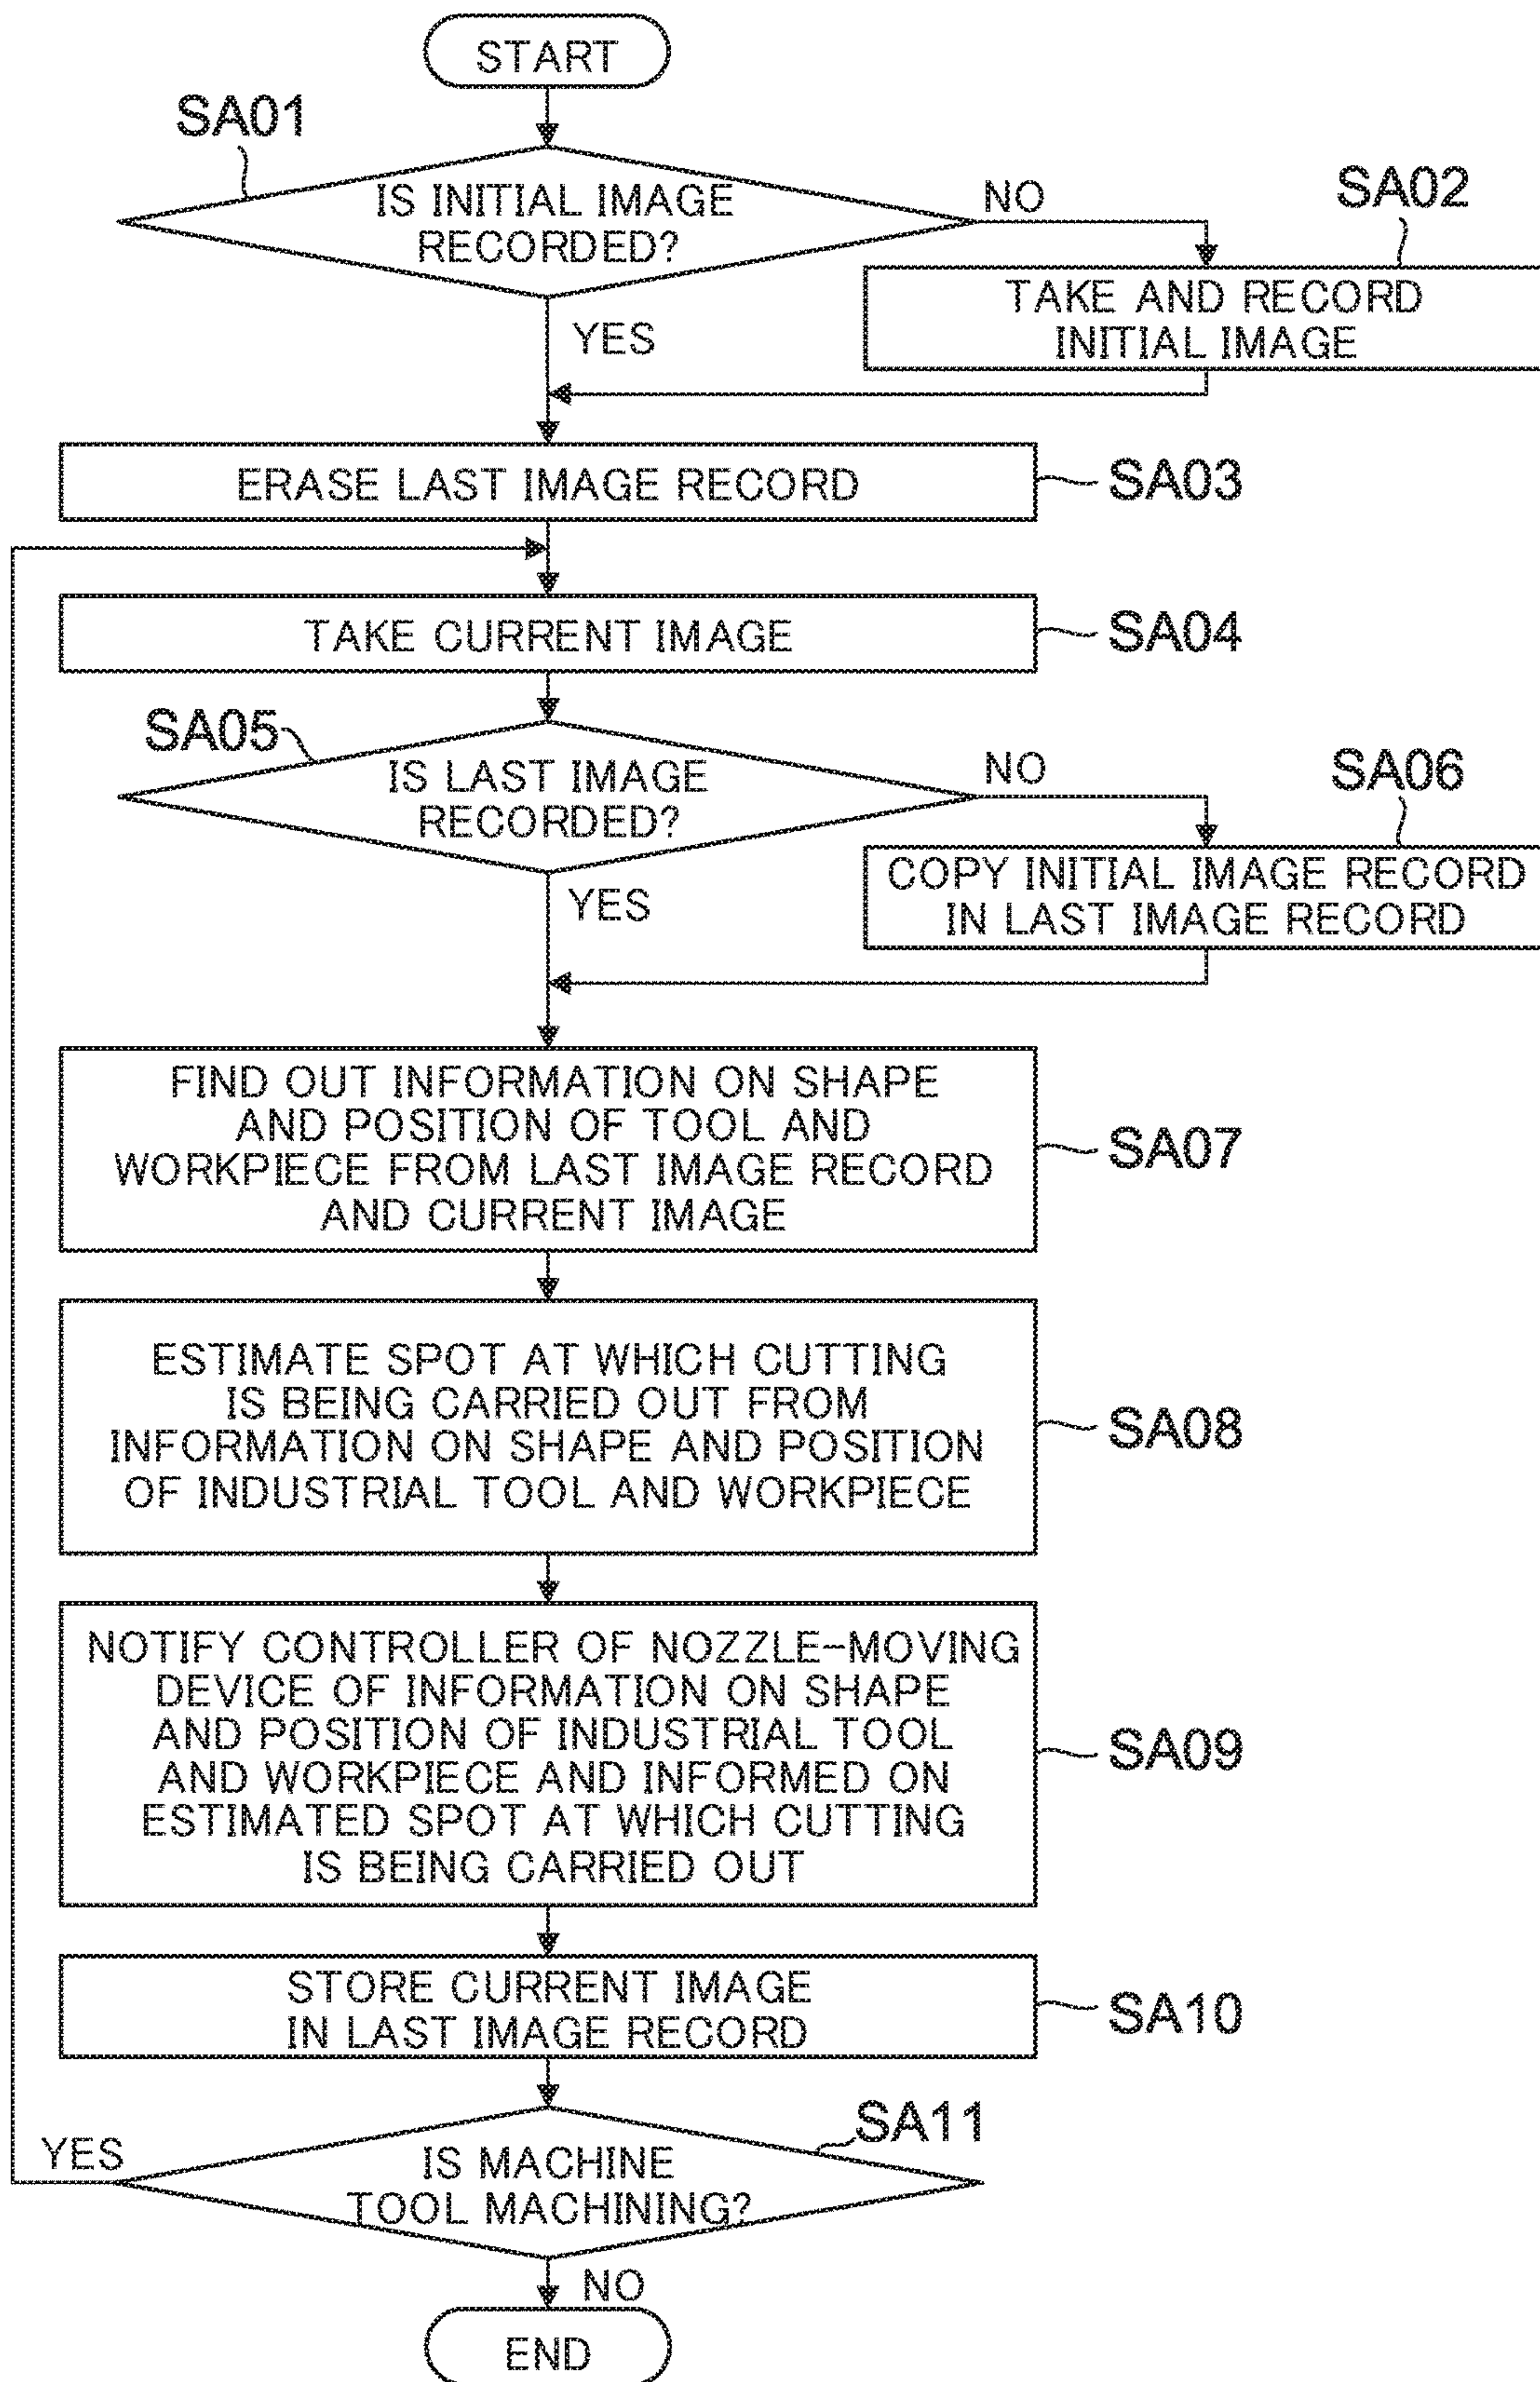 START
SA01
IS INITIAL IMAGE
RECORDED?
NO
SA02
TAKE AND RECORD
INITIAL IMAGE
YES
ERASE LAST IMAGE RECORD
SA03
TAKE CURRENT IMAGE
SA04
SA05
IS LAST IMAGE
RECORDED?
NO
SA06
COPY INITIAL IMAGE RECORD
IN LAST IMAGE RECORD
YES
FIND OUT INFORMATION ON SHAPE
AND POSITION OF TOOL AND
WORKPIECE FROM LAST IMAGE RECORD
AND CURRENT IMAGE
SA07
ESTIMATE SPOT AT WHICH CUTTING
IS BEING CARRIED OUT FROM
INFORMATION ON SHAPE AND POSITION
OF INDUSTRIAL TOOL AND WORKPIECE
SA08
NOTIFY CONTROLLER OF NOZZLE-MOVING
DEVICE OF INFORMATION ON SHAPE
AND POSITION OF INDUSTRIAL TOOL
AND WORKPIECE AND INFORMED ON
ESTIMATED SPOT AT WHICH CUTTING
IS BEING CARRIED OUT
SA09
STORE CURRENT IMAGE
IN LAST IMAGE RECORD
SA10
SA11
YES
IS MACHINE
TOOL MACHINING?
NO
END